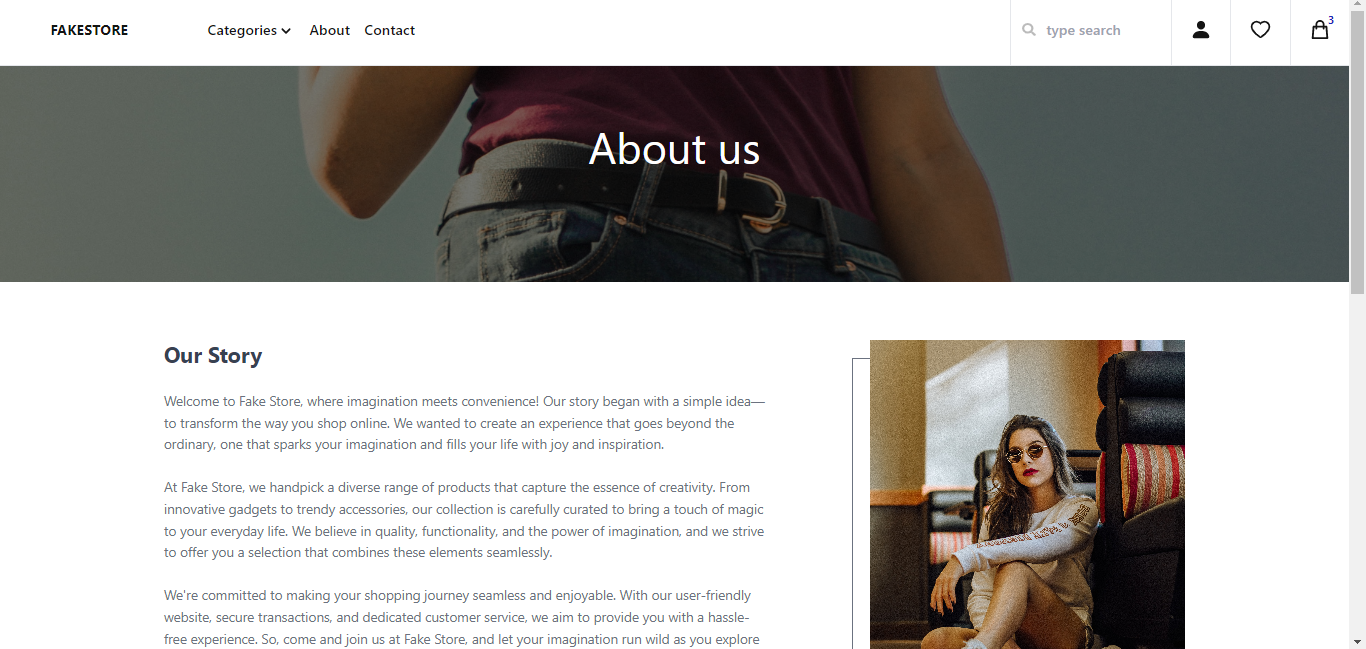 FAKESTORE
Categories
About
Contact
type search
3
About us
Our Story
Welcome to Fake Store, where imagination meets convenience! Our story began with a simple idea—
to transform the way you shop online. We wanted to create an experience that goes beyond the
ordinary, one that sparks your imagination and fills your life with joy and inspiration.
At Fake Store, we handpick a diverse range of products that capture the essence of creativity. From
innovative gadgets to trendy accessories, our collection is carefully curated to bring a touch of magic
to your everyday life. We believe in quality, functionality, and the power of imagination, and we strive
to offer you a selection that combines these elements seamlessly.
We're committed to making your shopping journey seamless and enjoyable. With our user-friendly
website, secure transactions, and dedicated customer service, we aim to provide you with a hassle-
free experience. So, come and join us at Fake Store, and let your imagination run wild as you explore